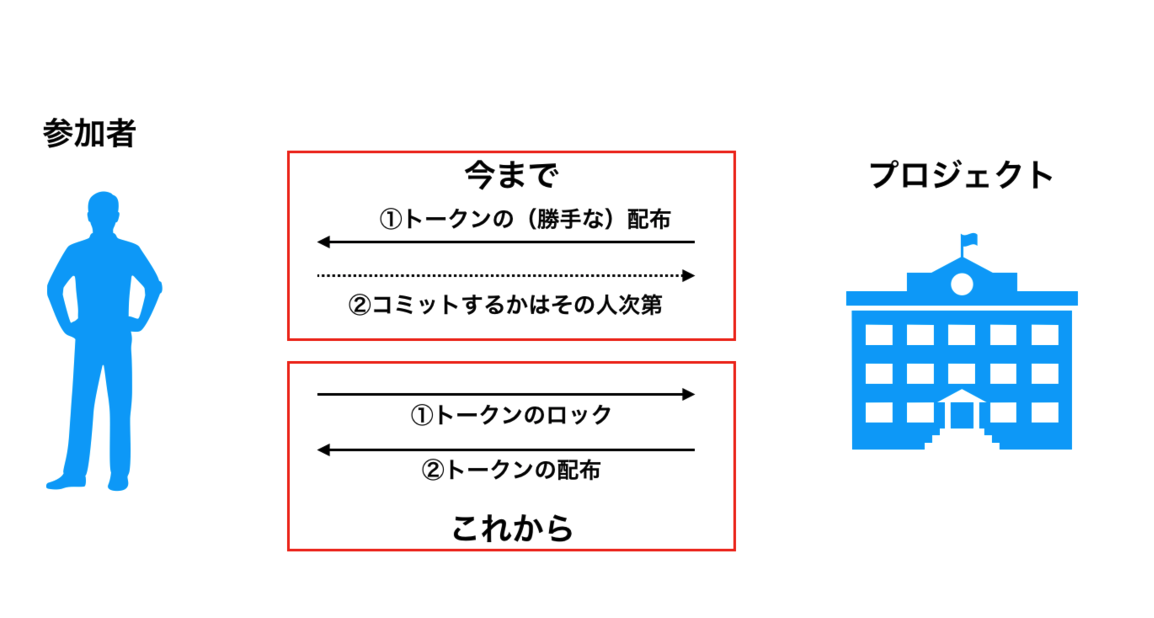 参加者
プロジェクト
今まで
①トークンの（勝手な）配布
②コミットするかはその人次第
①トークンのロック
②トークンの配布
これから